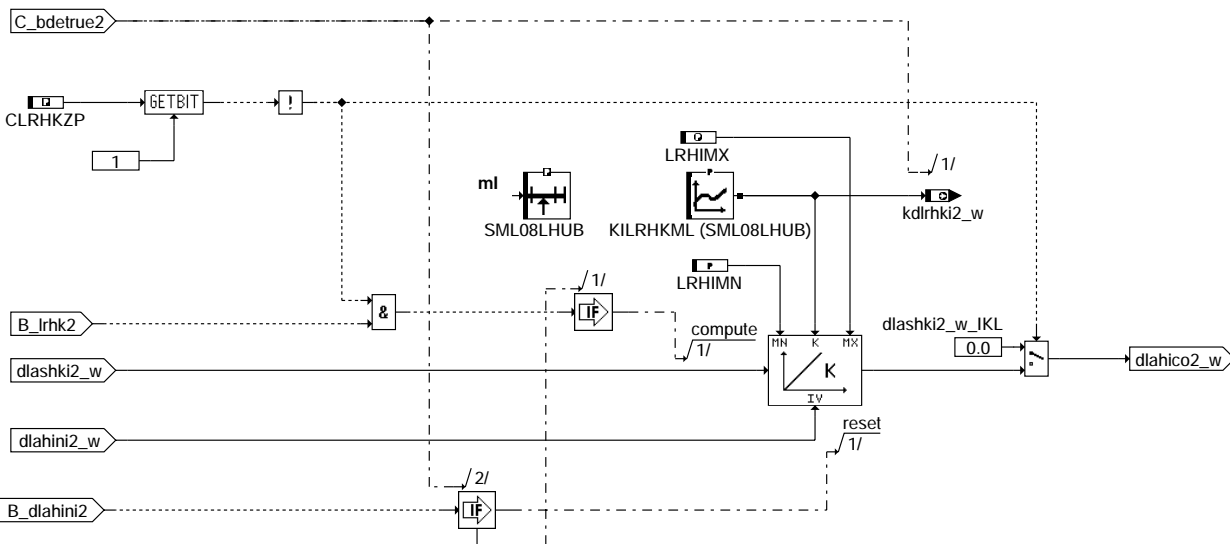 C_bdetrue2
CLRHKZP
GETBIT
!
1
LRHIMX
1/
ml
SML08LHUB
KILRHKML (SML08LHUB)
kdlrhki2_w
LRHIMN
1/
B_lrhk2
&
IF
compute
1/
dlashki2_w_IKL
0.0
MN K MX
K
IV
dlashki2_w
dlahico2_w
dlahini2_w
reset
1/
2/
B_dlahini2
IF